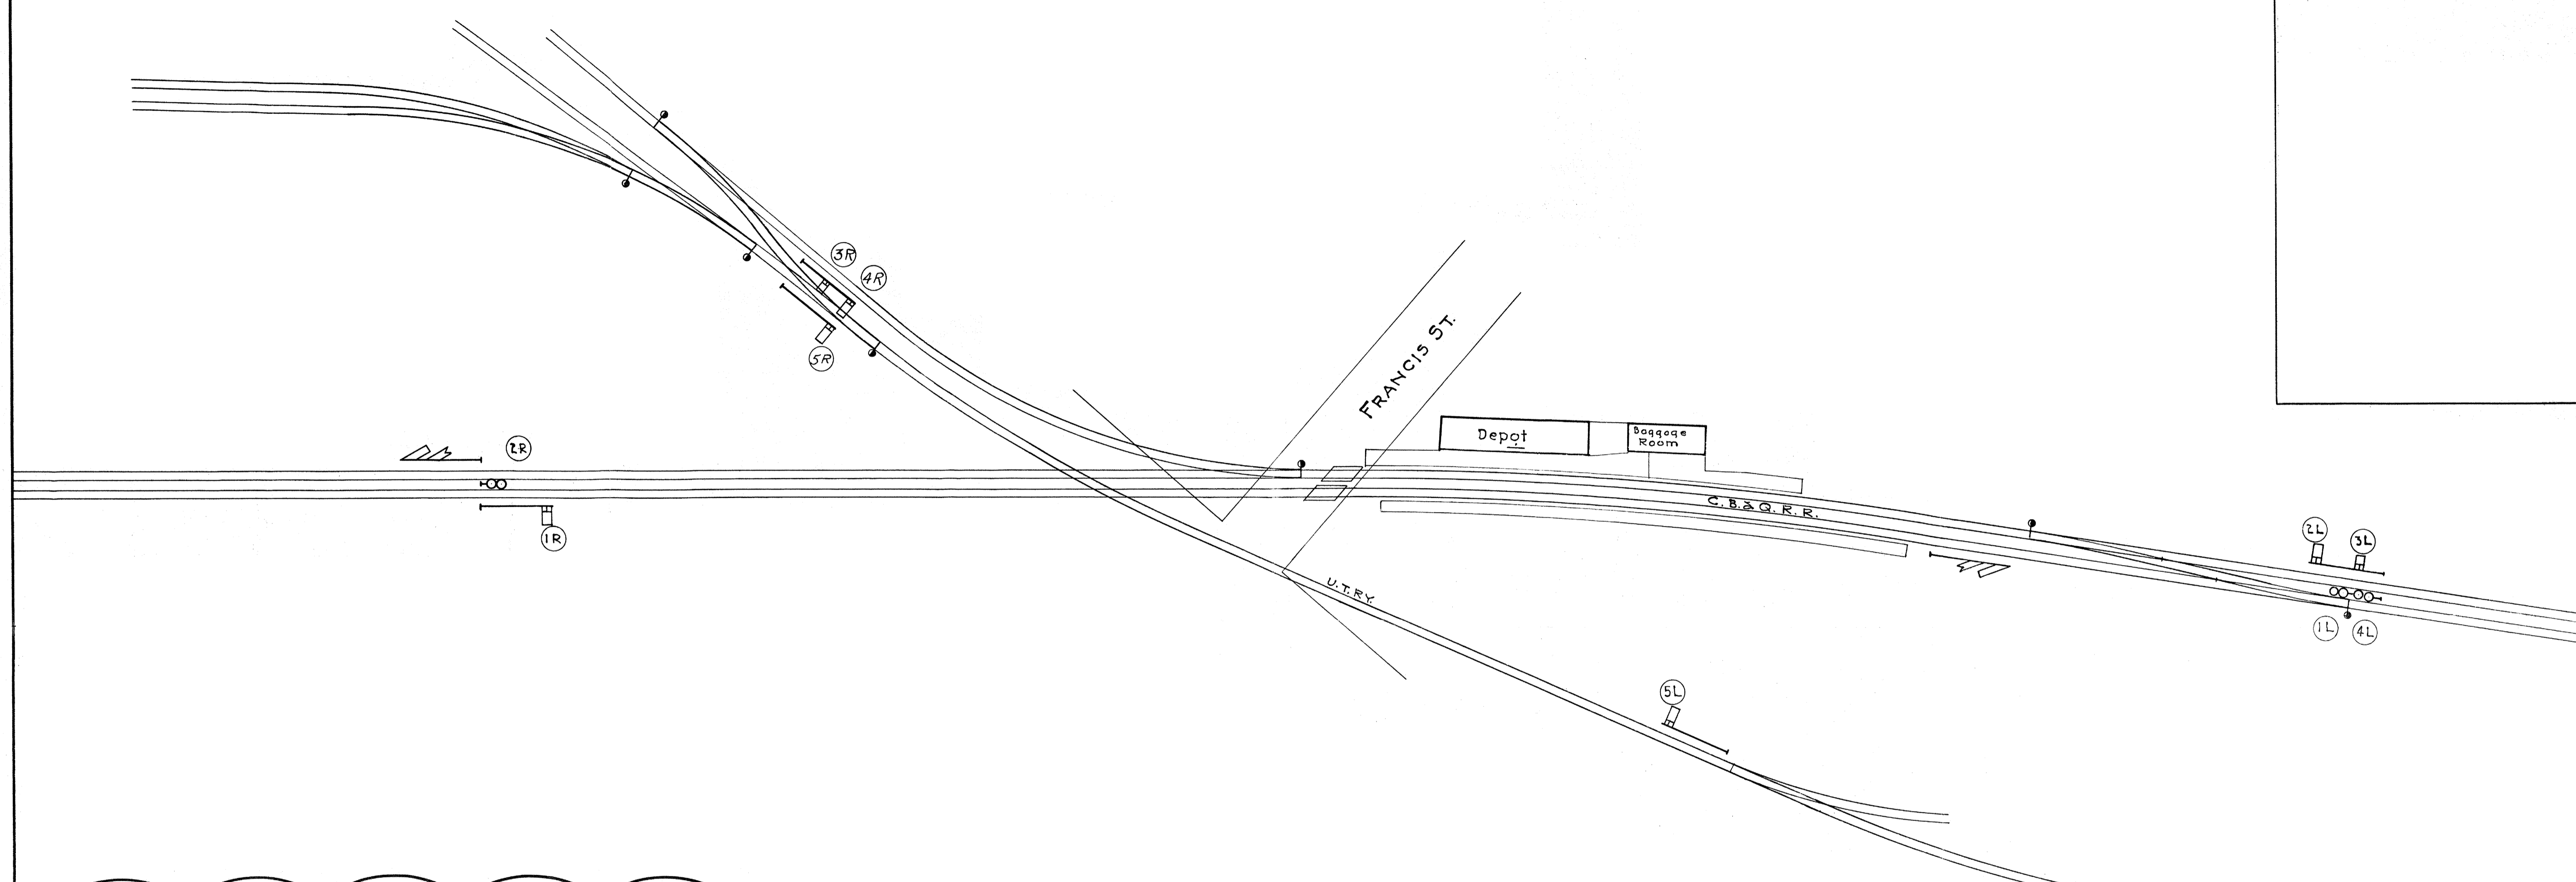 3R
4R
5R
FRANCIS ST.
2R
1R
Depot
Baggage
Room
C. B. & Q. R. R.
2L
3L
U. T. RY.
1L
4L
5L